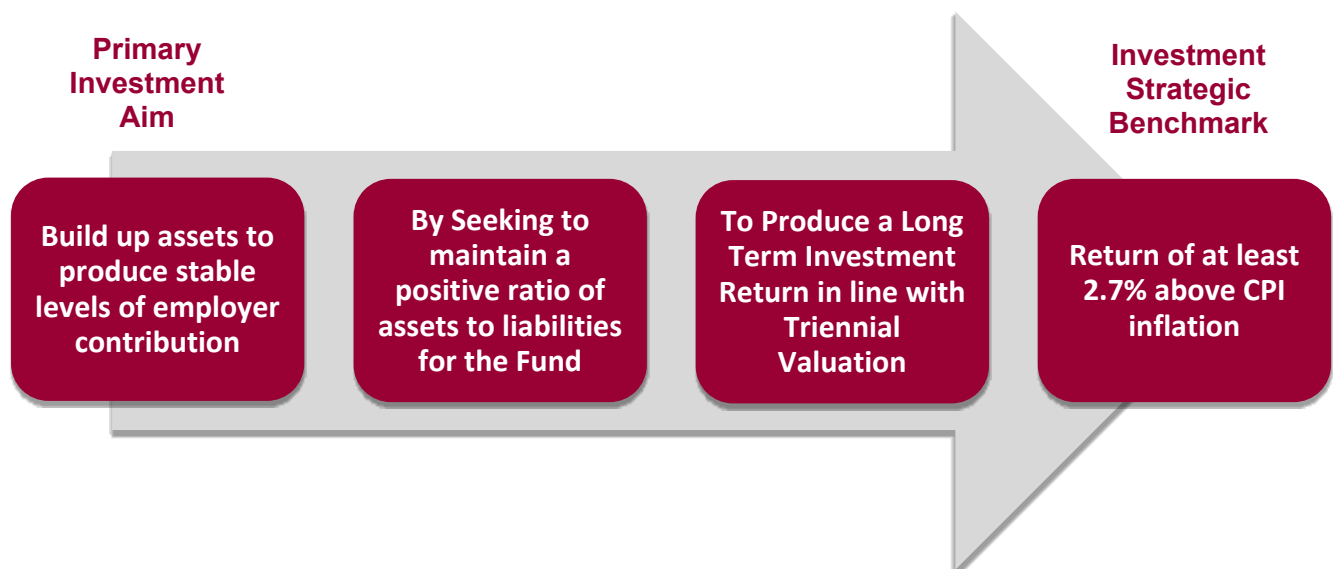 Primary
Investment
Aim
Investment
Strategic
Benchmark
Build up assets to
produce stable
levels of employer
contribution
By Seeking to
maintain a
positive ratio of
assets to liabilities
for the Fund
To Produce a Long
Term Investment
Return in line with
Triennial
Valuation
Return of at least
2.7% above CPI
inflation